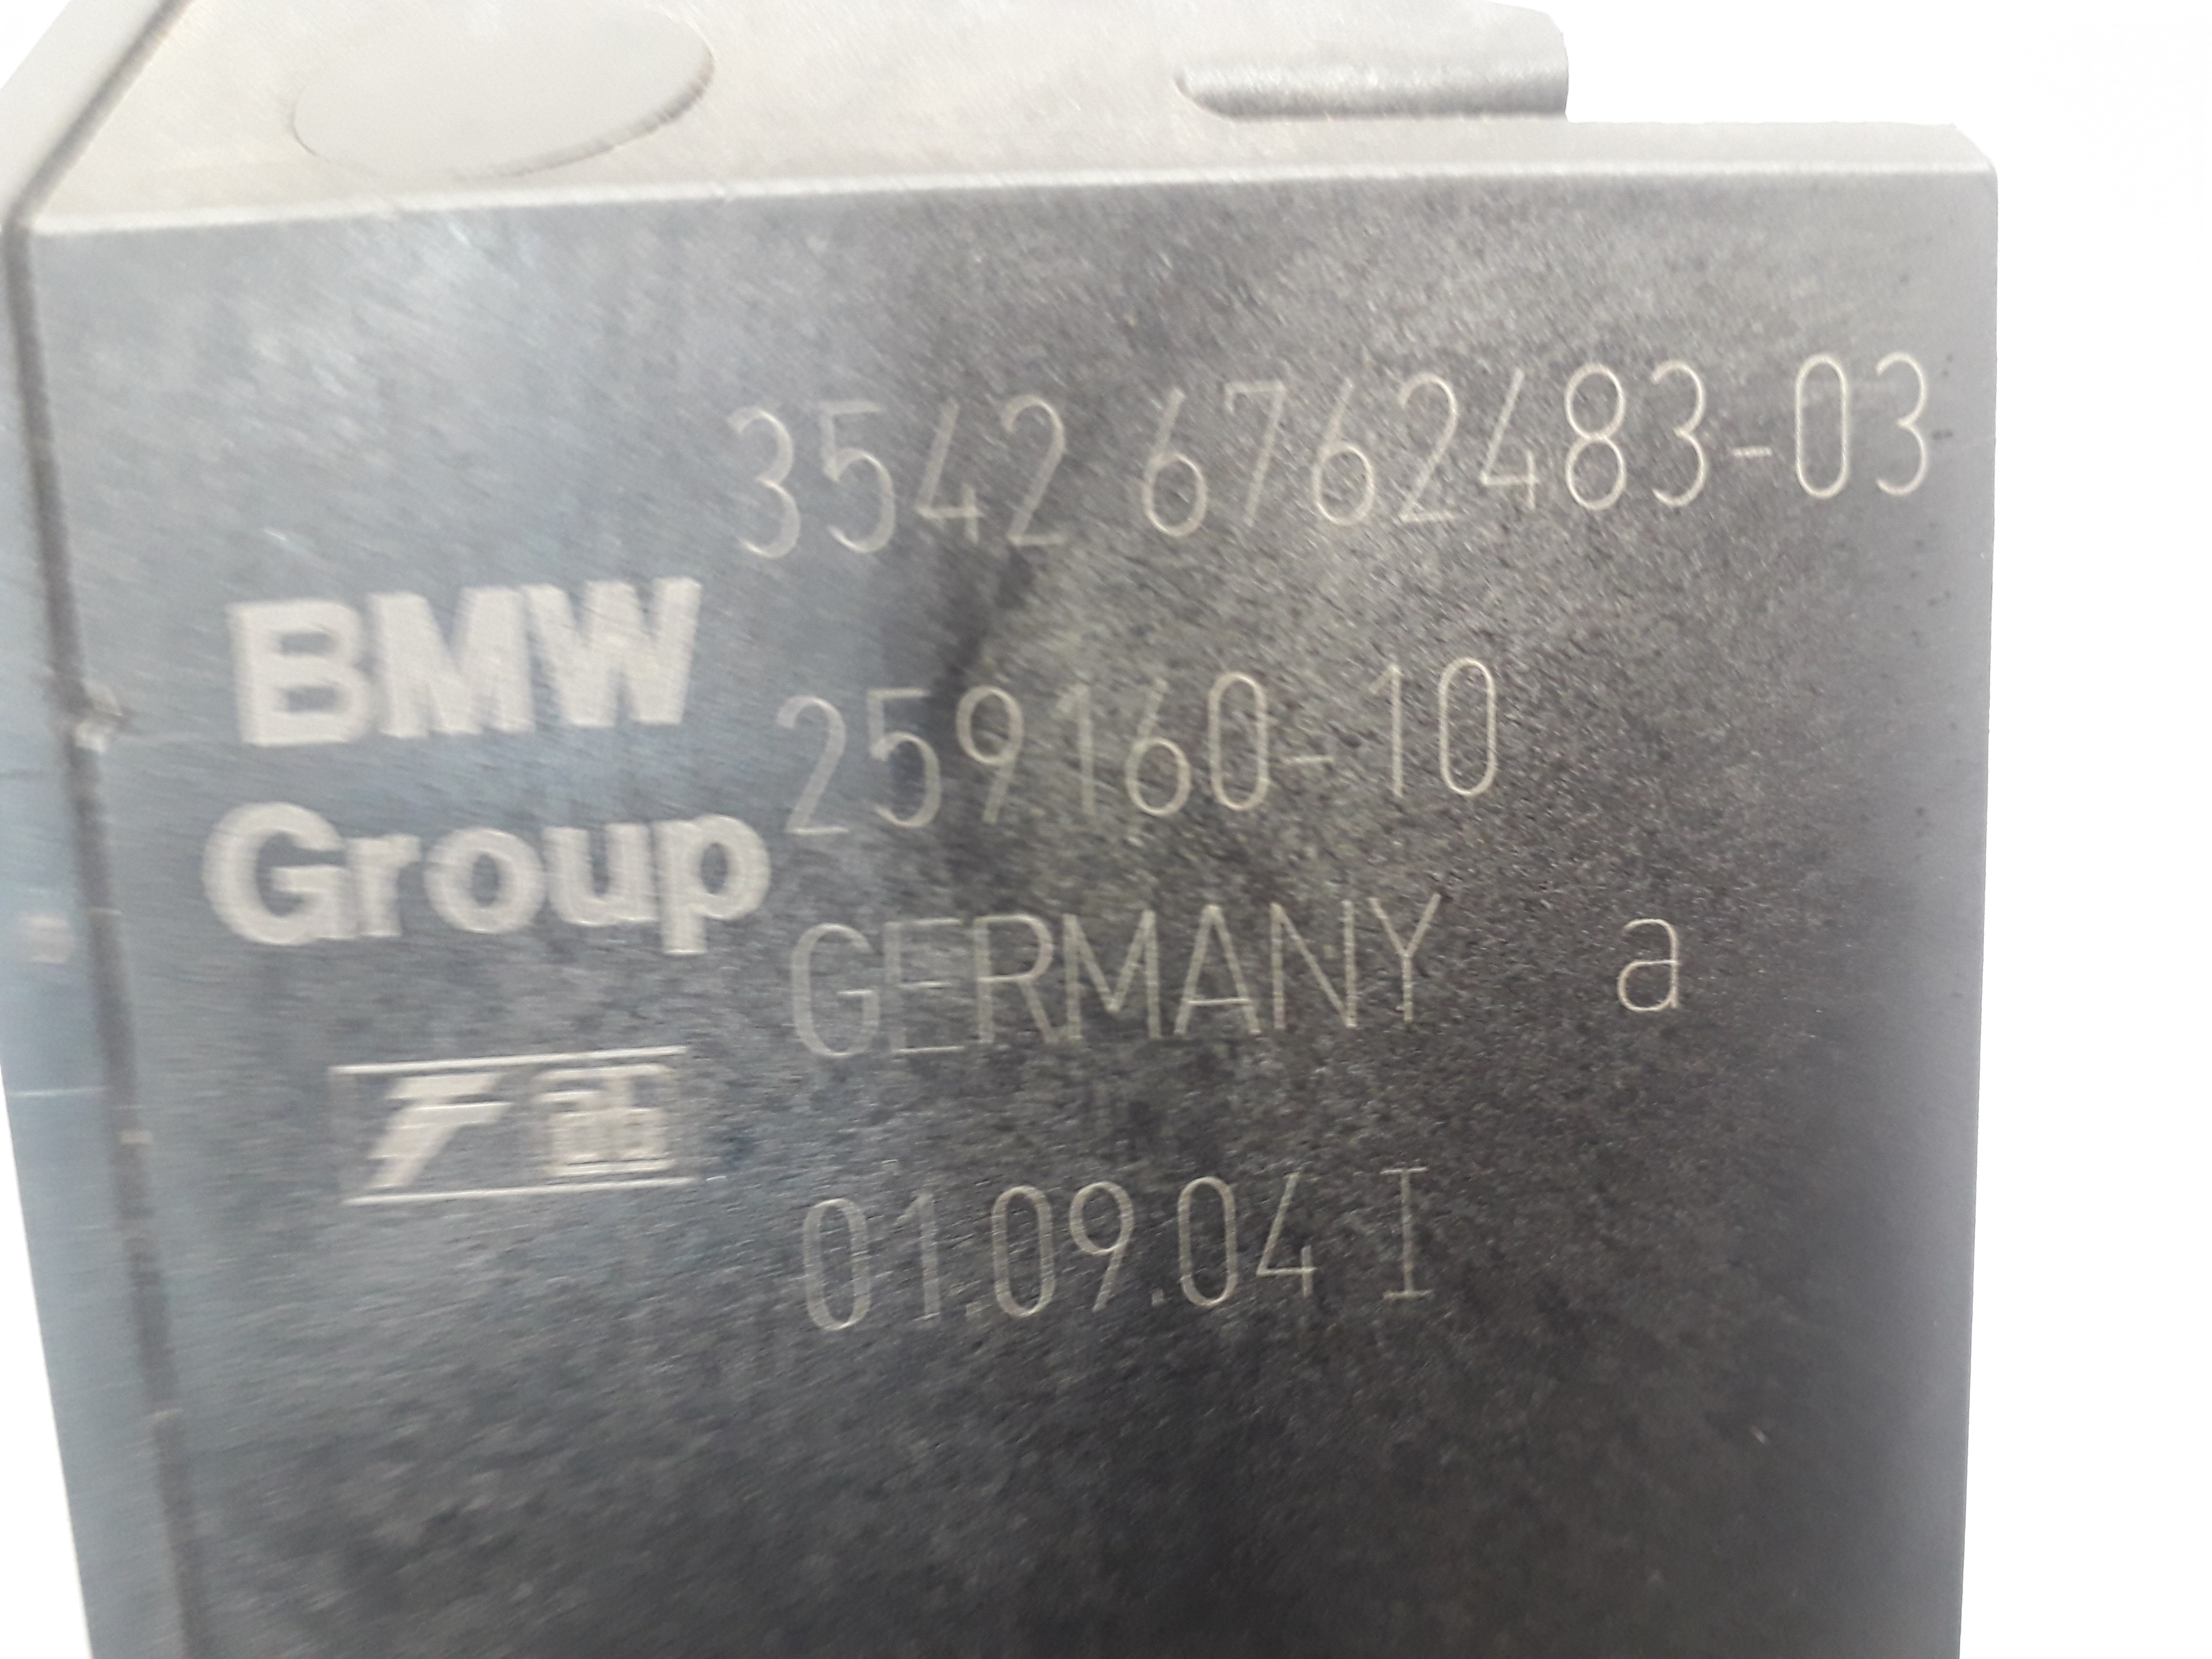 3542 6762483-03
BMW
Group
259160-10
GERMANY a
01.09.04 I